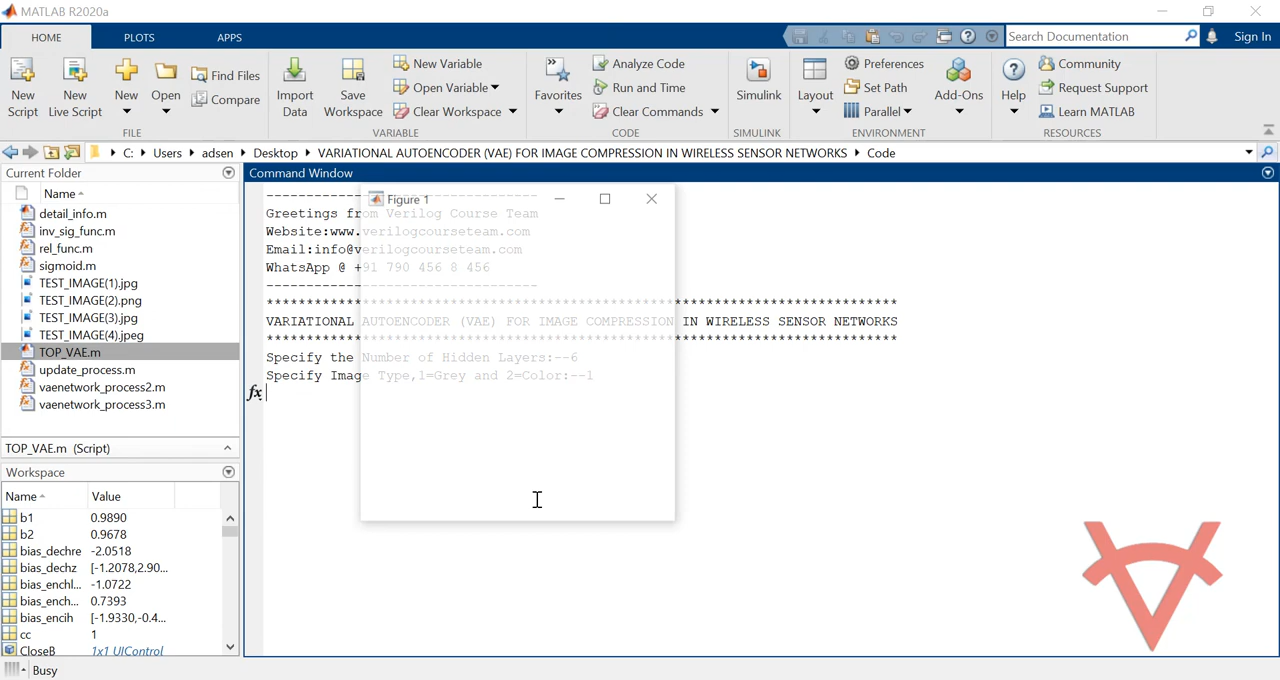 MATLAB R2020a
HOME PLOTS APPS
Search Documentation Sign In
New Script
New Live Script
New
Open
Find Files
Compare
Import Data
Save Workspace
New Variable
Open Variable
Clear Workspace
Favorites
Analyze Code
Run and Time
Clear Commands
Simulink
Layout
Preferences
Set Path
Parallel
Add-Ons
Help
Community
Request Support
Learn MATLAB
FILE VARIABLE CODE SIMULINK ENVIRONMENT RESOURCES
C: Users adsen Desktop VARIATIONAL AUTOENCODER (VAE) FOR IMAGE COMPRESSION IN WIRELESS SENSOR NETWORKS Code
Current Folder
Name
detail_info.m
inv_sig_func.m
rel_func.m
sigmoid.m
TEST_IMAGE(1).jpg
TEST_IMAGE(2).png
TEST_IMAGE(3).jpg
TEST_IMAGE(4).jpeg
TOP_VAE.m
update_process.m
vaenetwork_process2.m
vaenetwork_process3.m
TOP_VAE.m (Script)
Workspace
Name Value
b1 0.9890
b2 0.9678
bias_dechre -2.0518
bias_dechz [-1.2078,2.90...
bias_enchl... -1.0722
bias_ench... 0.7393
bias_encih [-1.9330,-0.4...
cc 1
CloseB 1x1 UIControl
Busy
Command Window
Figure 1
Greetings from Verilog Course Team
Website:www.verilogcourseteam.com
Email:info@verilogcourseteam.com
WhatsApp @ +91 790 456 8 456
VARIATIONAL AUTOENCODER (VAE) FOR IMAGE COMPRESSION IN WIRELESS SENSOR NETWORKS
Specify the Number of Hidden Layers:--6
Specify Image Type,1=Grey and 2=Color:--1
fx